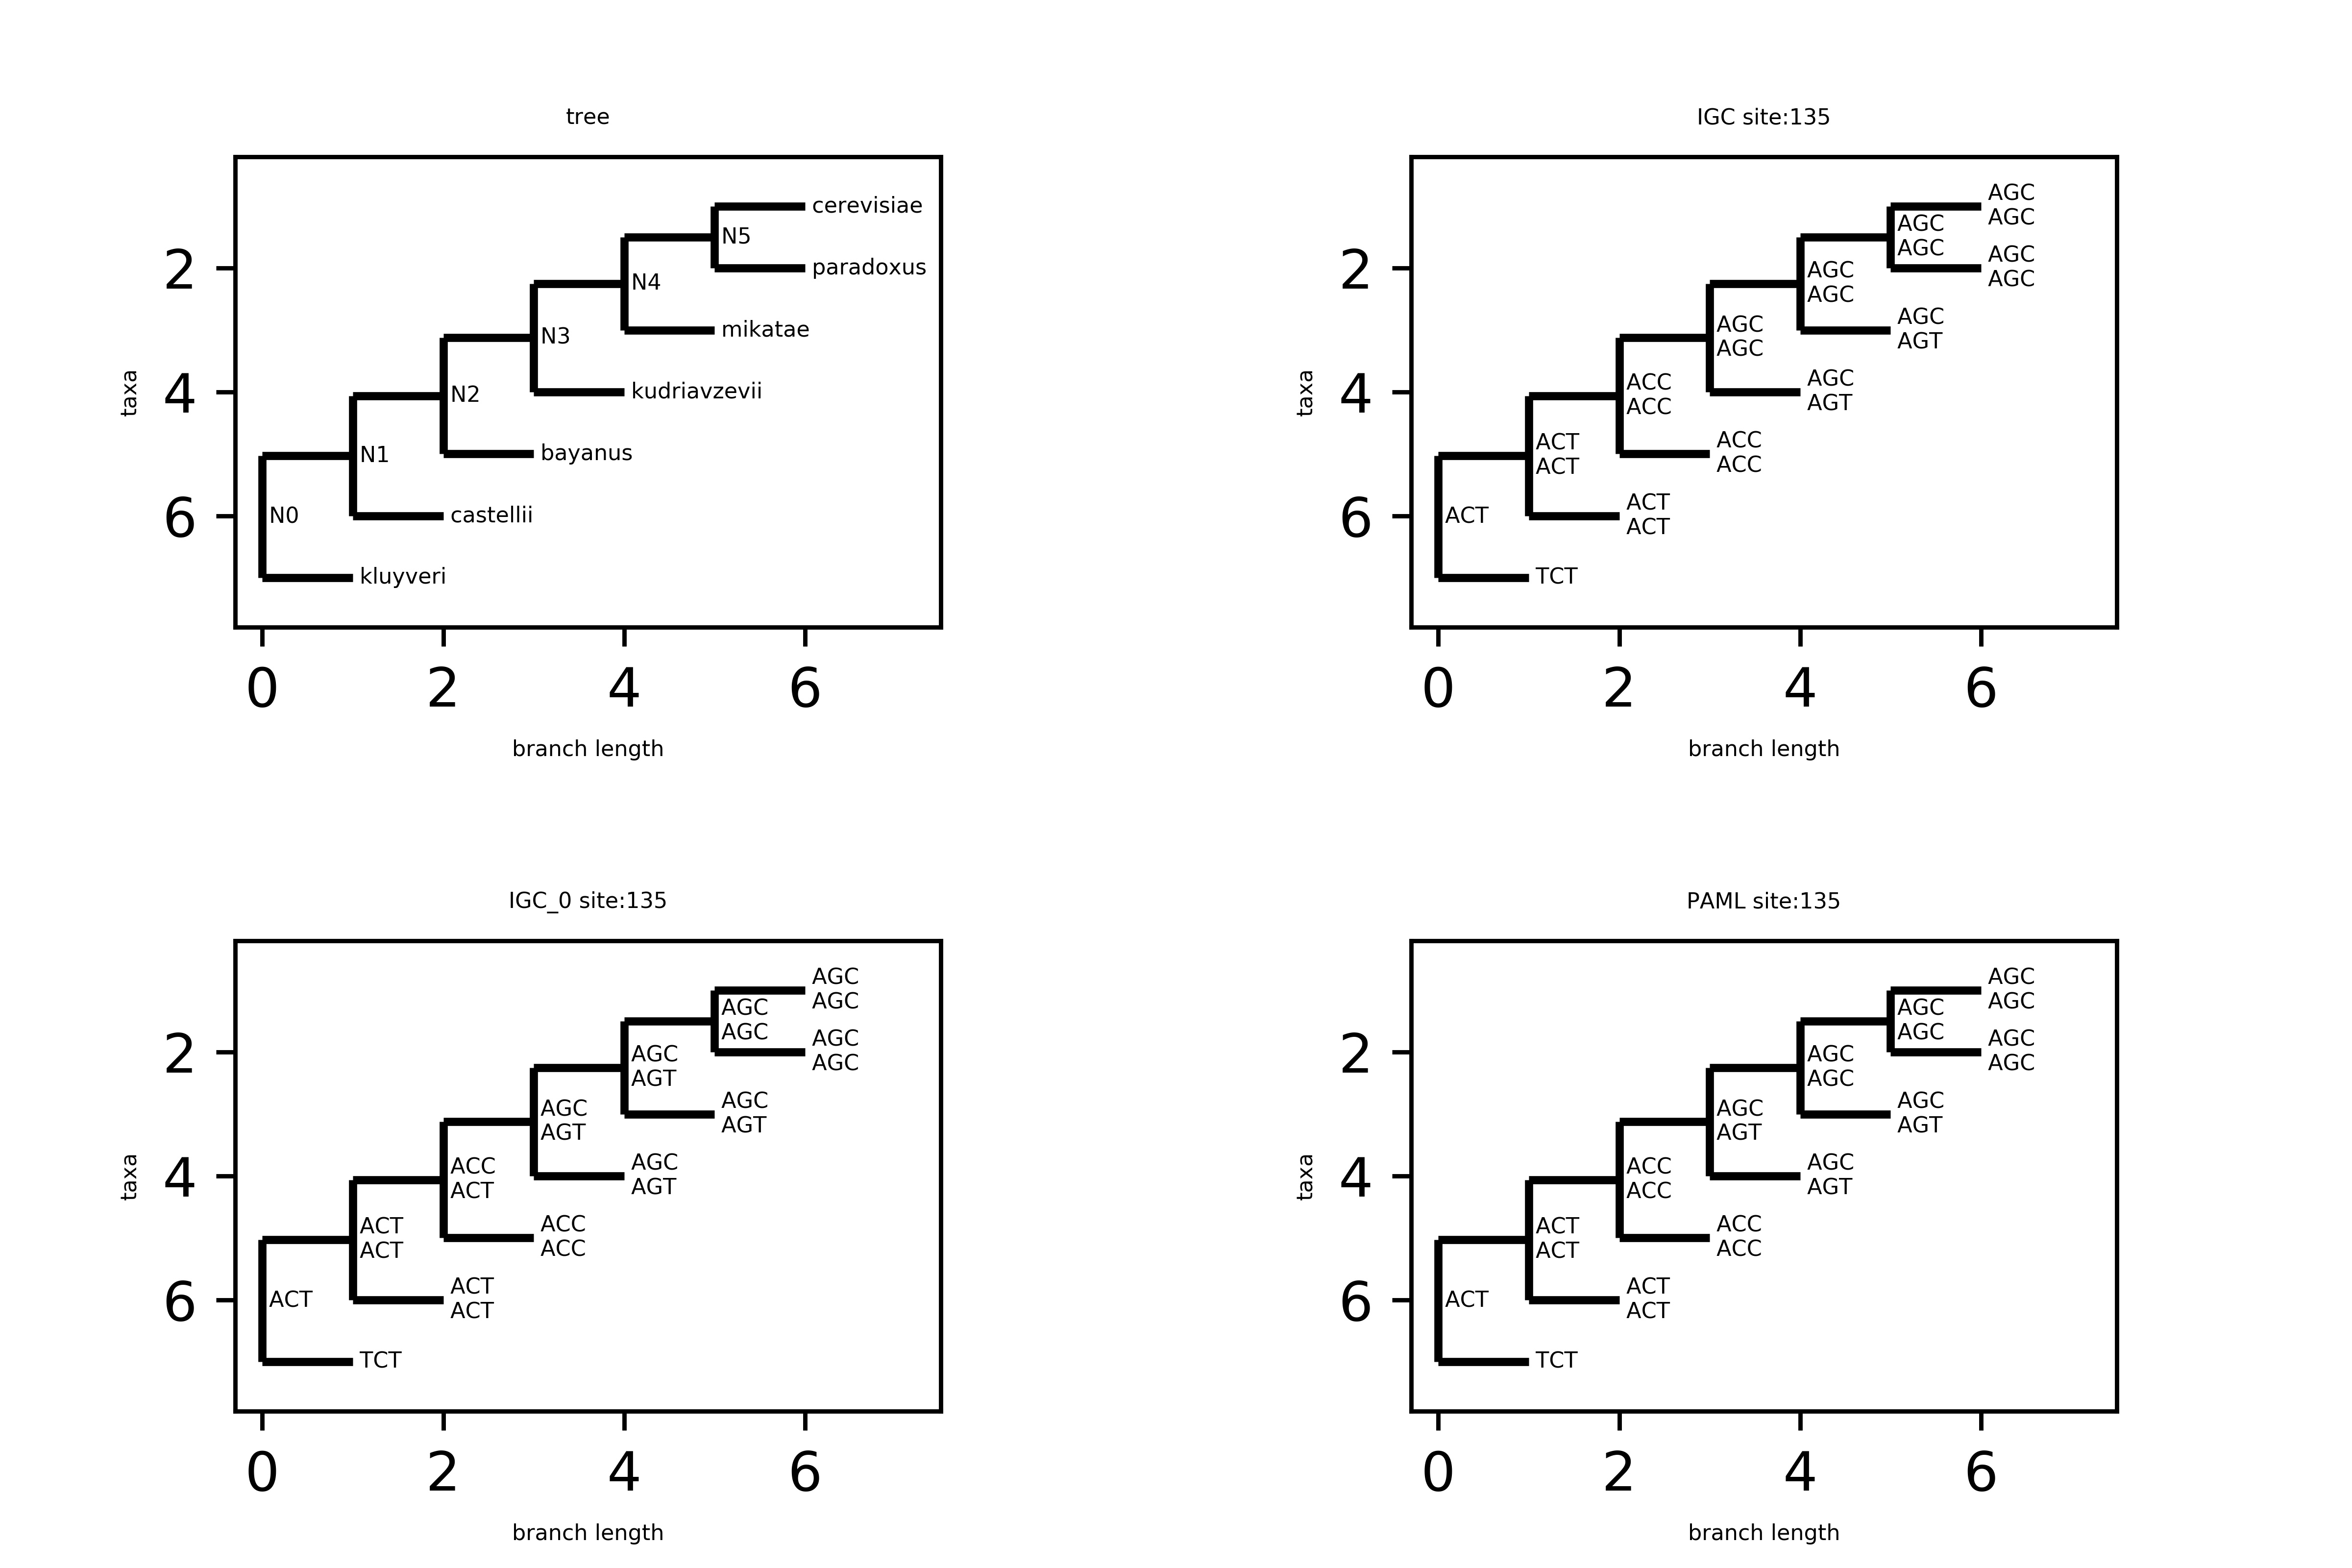 tree
cerevisiae
N5
2
paradoxus
N4
mikatae
N3
taxa
4
kudriavzevii
N2
N1
bayanus
6
N0
castellii
kluyveri
0 2 4 6
branch length
IGC site:135
AGC
AGC
AGC
AGC
2
AGC
AGC
AGC
AGC
AGC
AGT
AGC
AGC
taxa
4
AGC
AGT
ACC
ACC
ACT
ACT
ACC
ACC
6
ACT
ACT
ACT
TCT
0 2 4 6
branch length
IGC_0 site:135
AGC
AGC
AGC
AGC
2
AGC
AGC
AGC
AGT
AGC
AGT
AGC
AGT
taxa
4
AGC
AGT
ACC
ACT
ACT
ACT
ACC
ACC
6
ACT
ACT
ACT
TCT
0 2 4 6
branch length
PAML site:135
AGC
AGC
AGC
AGC
2
AGC
AGC
AGC
AGC
AGC
AGT
AGC
AGT
taxa
4
AGC
AGT
ACC
ACC
ACT
ACT
ACC
ACC
6
ACT
ACT
ACT
TCT
0 2 4 6
branch length